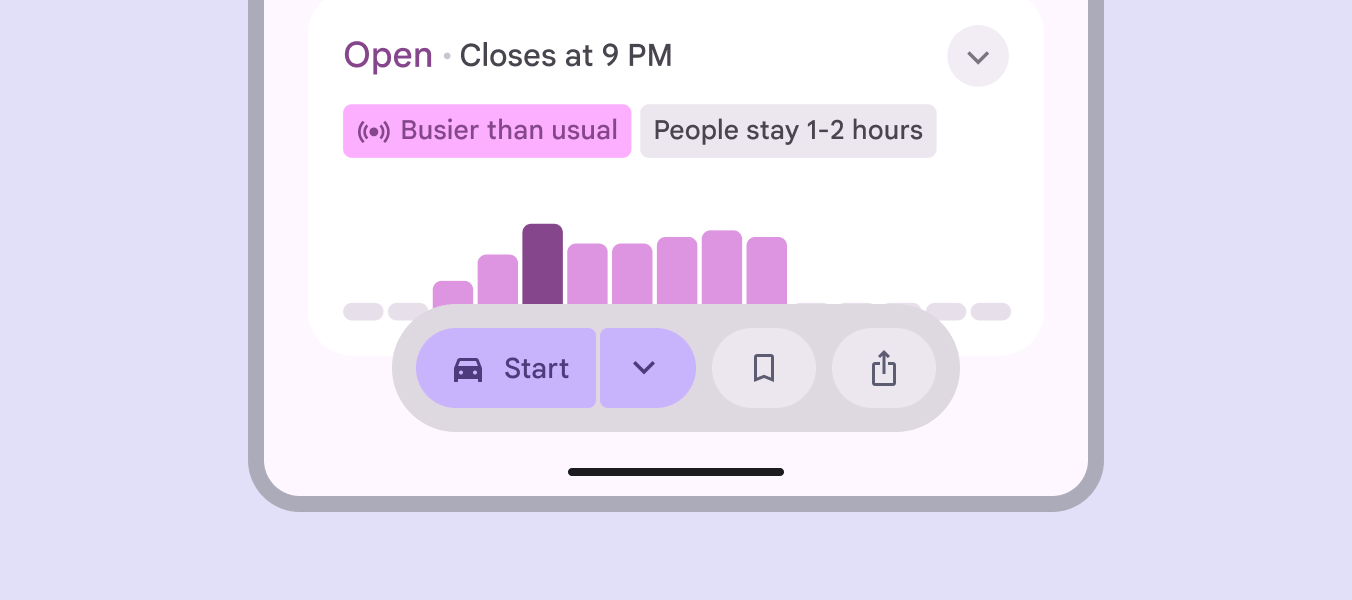 Open • Closes at 9 PM
Busier than usual People stay 1-2 hours
Start